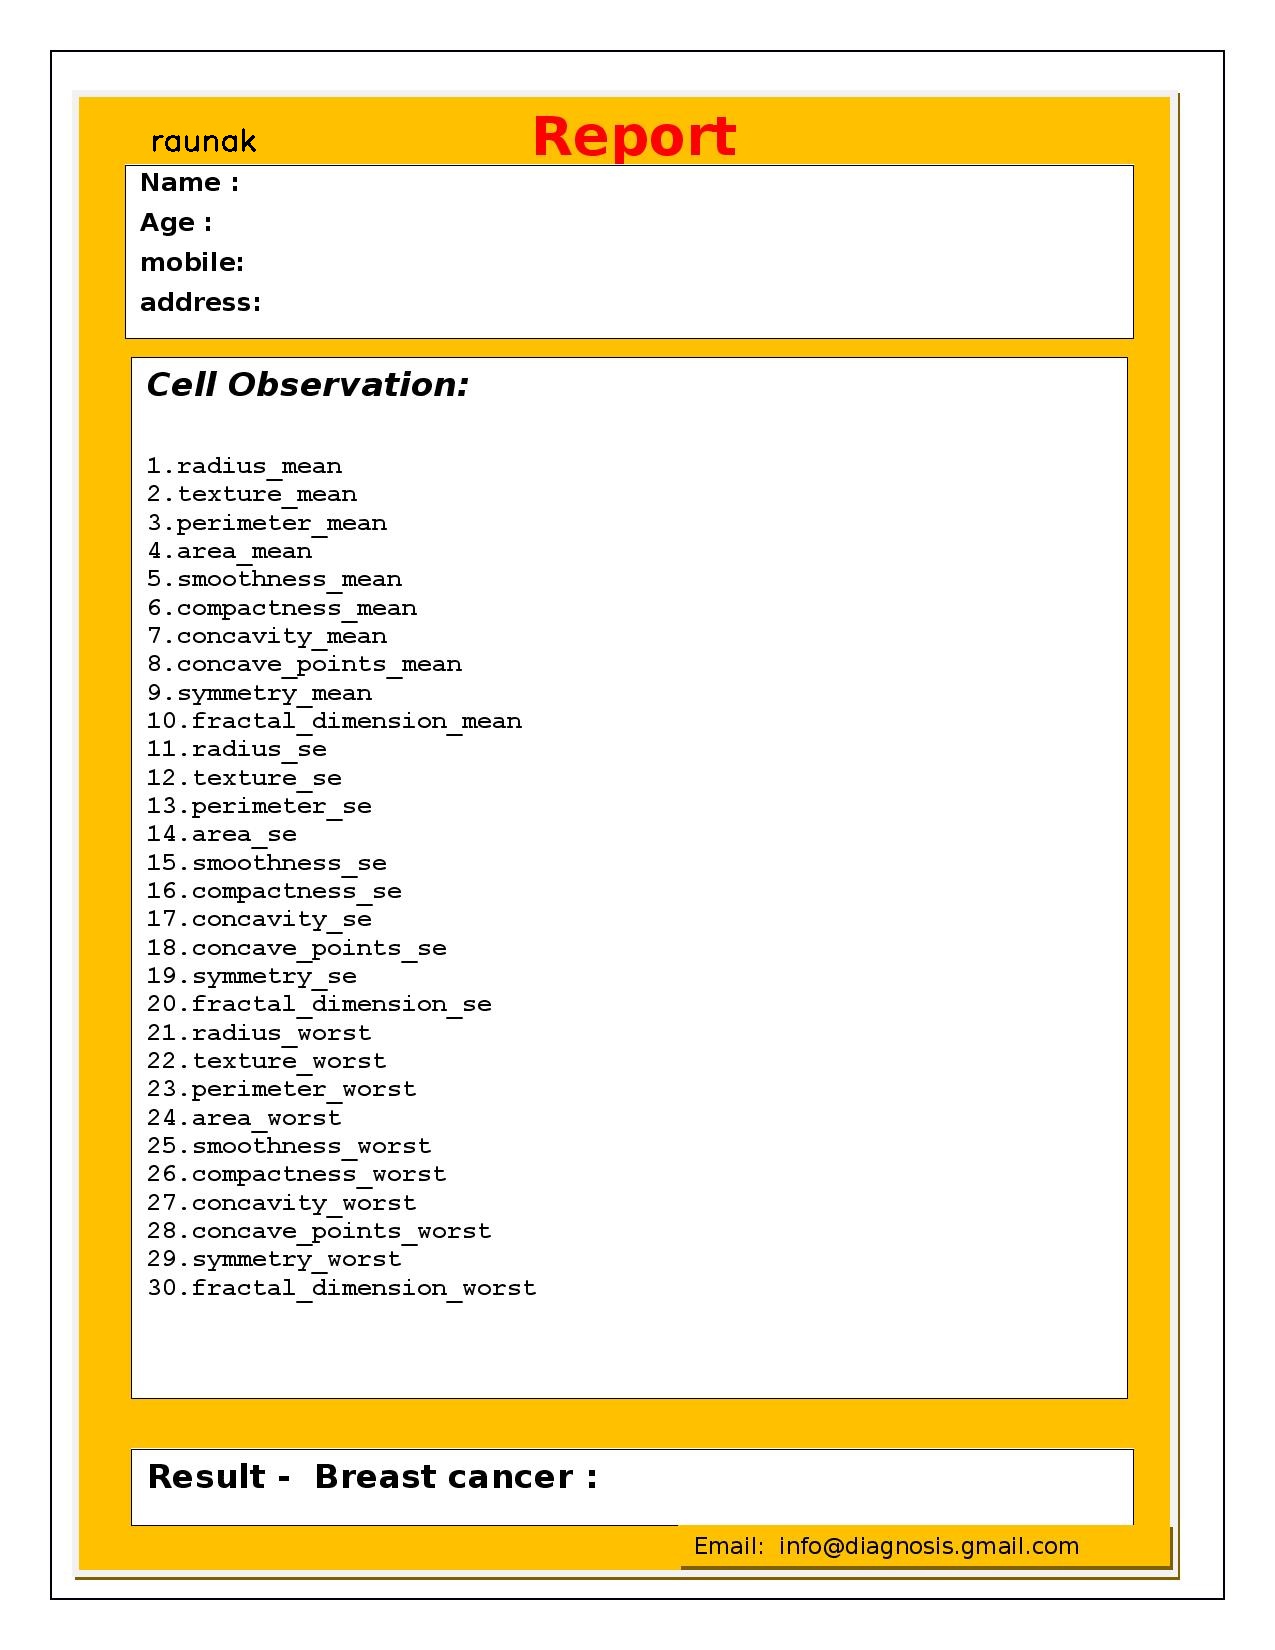 raunak
Report
Name :
Age :
mobile:
address:
Cell Observation:
1.radius_mean
2.texture_mean
3.perimeter_mean
4.area_mean
5.smoothness_mean
6.compactness_mean
7.concavity_mean
8.concave_points_mean
9.symmetry_mean
10.fractal_dimension_mean
11.radius_se
12.texture_se
13.perimeter_se
14.area_se
15.smoothness_se
16.compactness_se
17.concavity_se
18.concave_points_se
19.symmetry_se
20.fractal_dimension_se
21.radius_worst
22.texture_worst
23.perimeter_worst
24.area_worst
25.smoothness_worst
26.compactness_worst
27.concavity_worst
28.concave_points_worst
29.symmetry_worst
30.fractal_dimension_worst
Result -  Breast cancer :
Email:  info@diagnosis.gmail.com